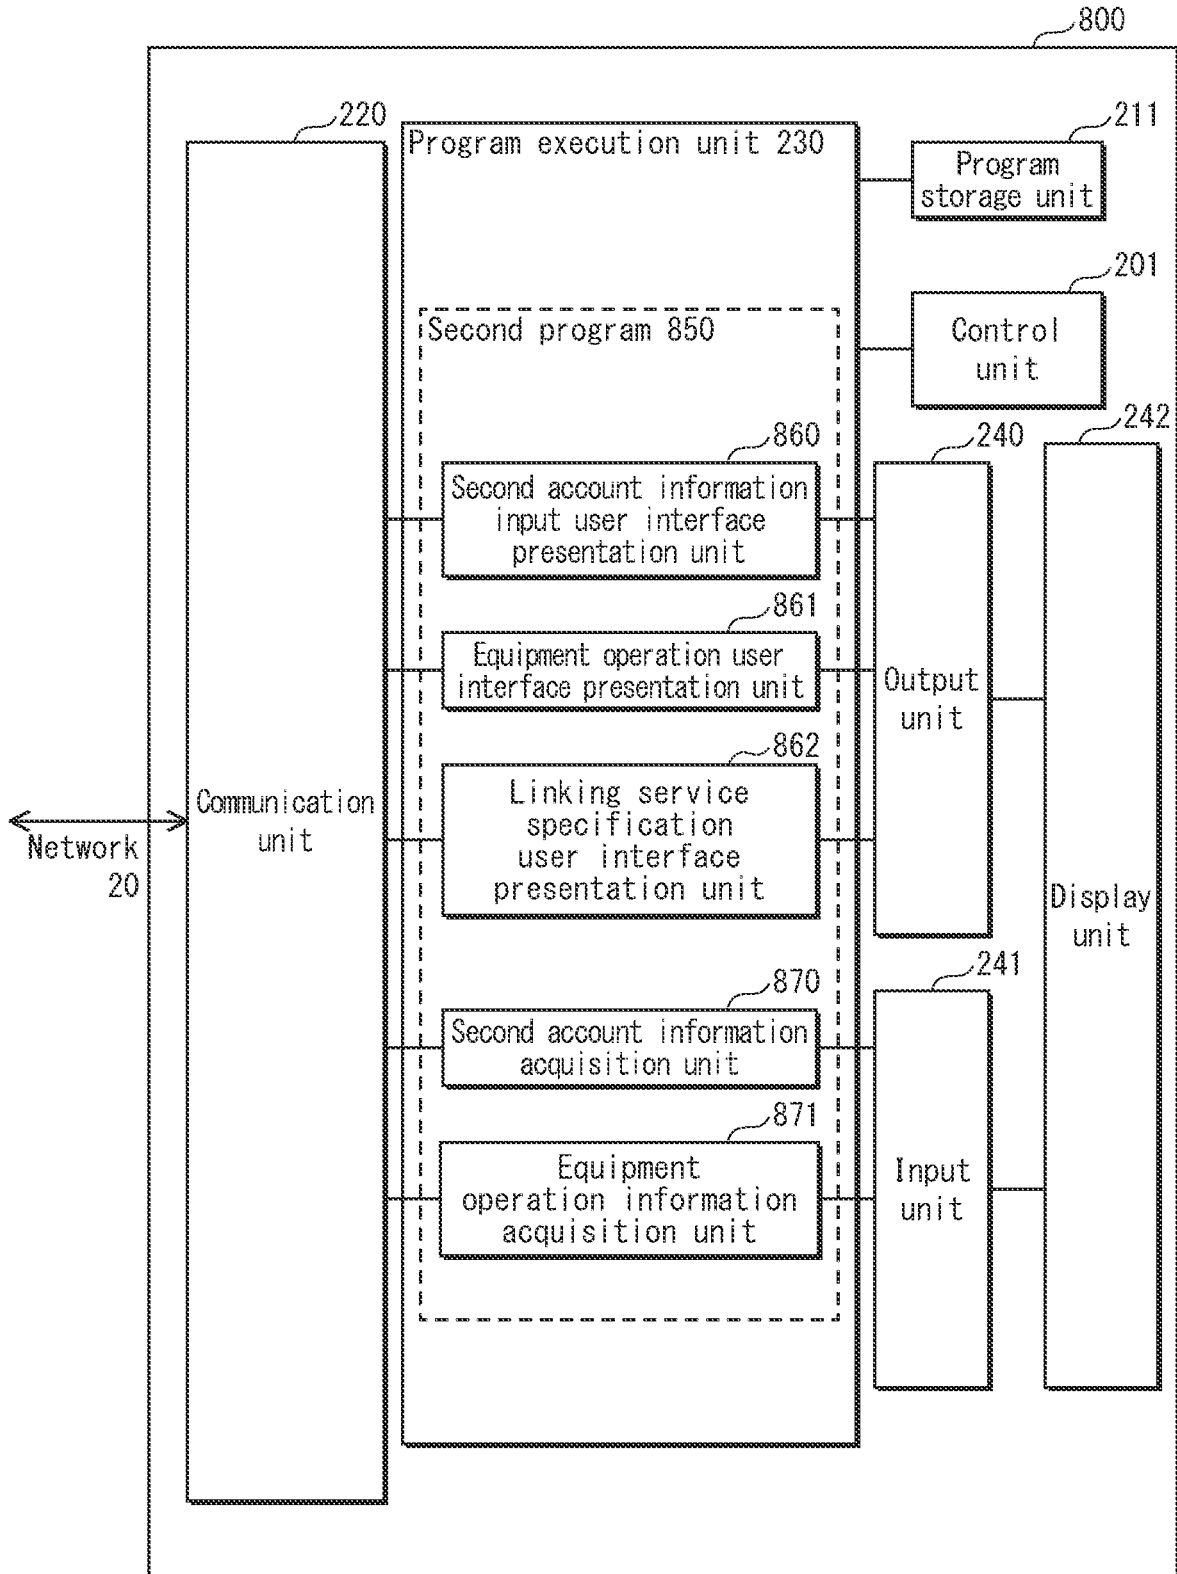 800
220
Program execution unit 230
211
Program
storage unit
201
Control
unit
Second program 850
860
240
242
Second account information
input user interface
presentation unit
861
Equipment operation user
interface presentation unit
Output
unit
862
Linking service
specification
user interface
presentation unit
Communication
unit
Network
20
Display
unit
241
870
Second account information
acquisition unit
871
Equipment
operation information
acquisition unit
Input
unit